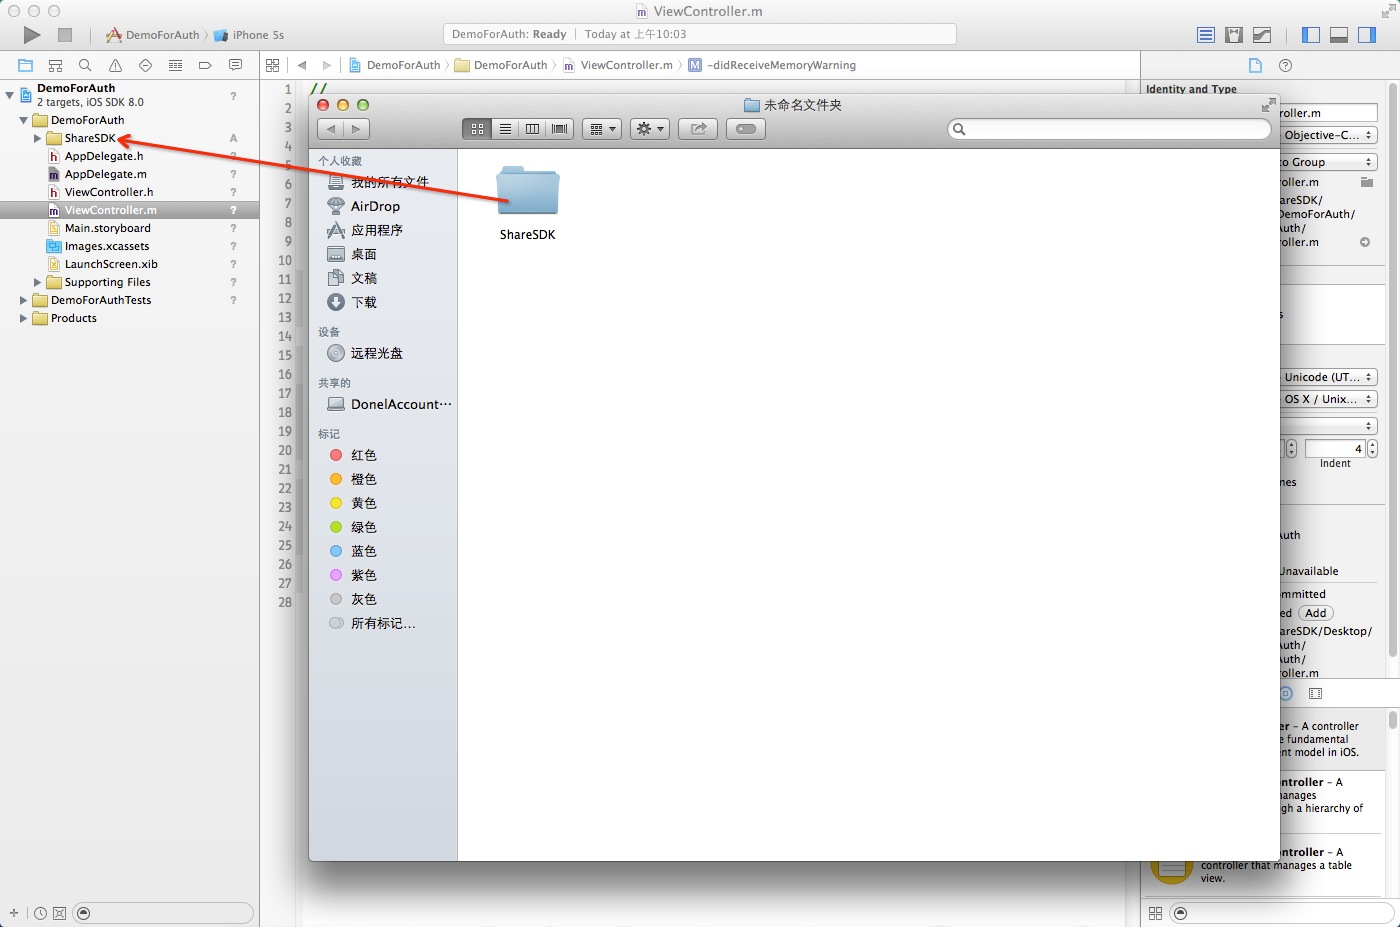 ViewController.m
DemoForAuth
iPhone 5s
DemoForAuth: Ready | Today at 上午10:03
DemoForAuth
DemoForAuth
ViewController.m
M
-didReceiveMemoryWarning
DemoForAuth
2 targets, iOS SDK 8.0
?
DemoForAuth
ShareSDK
A
h AppDelegate.h
?
m AppDelegate.m
?
h ViewController.h
?
m ViewController.m
?
Main.storyboard
?
Images.xcassets
?
LaunchScreen.xib
?
Supporting Files
?
DemoForAuthTests
?
Products
1
//
2
3
4
5
6
7
8
9
10
11
12
13
14
15
16
17
18
19
20
21
22
23
24
25
26
27
28
未命名文件夹
个人收藏
我的所有文件
AirDrop
应用程序
桌面
文稿
下载
设备
远程光盘
共享的
DonelAccount…
标记
红色
橙色
黄色
绿色
蓝色
紫色
灰色
所有标记…
ShareSDK
Identity and Type
roller.m
Objective-C...
to Group
roller.m
areSDK/
DemoForAuth/
Auth/
roller.m
Unicode (UT...
OS X / Unix...
4
Indent
nes
Auth
Unavailable
mmitted
ed
Add
areSDK/Desktop/
Auth/
Auth/
roller.m
er – A controller
e fundamental
ent model in iOS.
ntroller – A
nanages
gh a hierarchy of
ntroller – A
controller that manages a table
view.